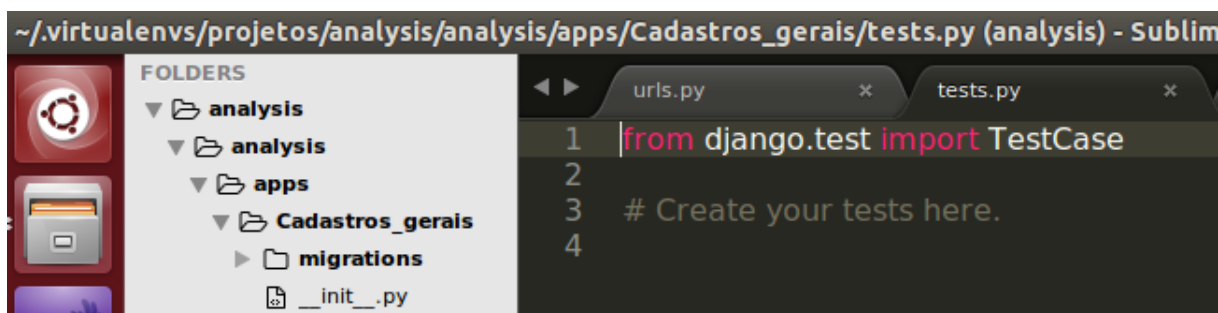 ~/.virtualenvs/projetos/analysis/analysis/apps/Cadastros_gerais/tests.py (analysis) - Sublim
FOLDERS
analysis
analysis
apps
Cadastros_gerais
migrations
__init__.py
urls.py
tests.py
1 from django.test import TestCase
2
3 # Create your tests here.
4